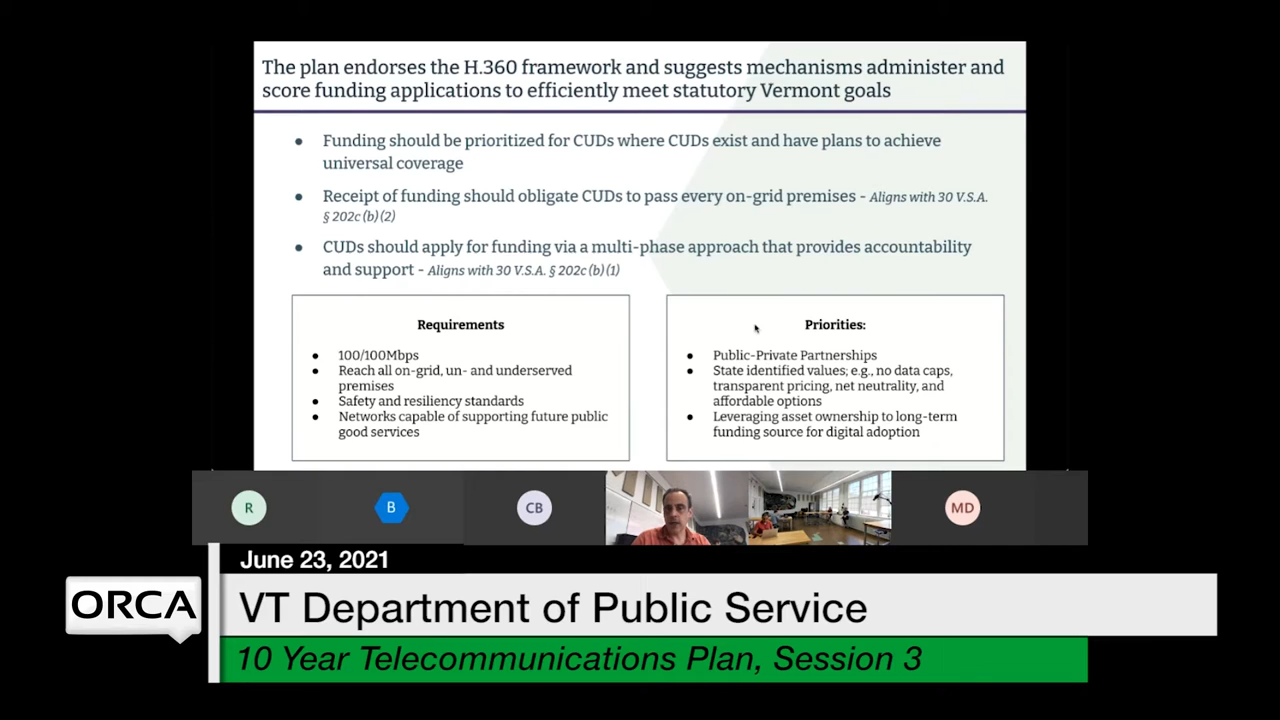 The plan endorses the H.360 framework and suggests mechanisms administer and
score funding applications to efficiently meet statutory Vermont goals
● Funding should be prioritized for CUDs where CUDs exist and have plans to achieve
universal coverage
● Receipt of funding should obligate CUDs to pass every on-grid premises - Aligns with 30 V.S.A.
§ 202c (b) (2)
● CUDs should apply for funding via a multi-phase approach that provides accountability
and support - Aligns with 30 V.S.A. § 202c (b) (1)
Requirements
● 100/100Mbps
● Reach all on-grid, un- and underserved
premises
● Safety and resiliency standards
● Networks capable of supporting future public
good services
Priorities:
● Public-Private Partnerships
● State identified values; e.g., no data caps,
transparent pricing, net neutrality, and
affordable options
● Leveraging asset ownership to long-term
funding source for digital adoption
R
B
CB
MD
June 23, 2021
ORCA
VT Department of Public Service
10 Year Telecommunications Plan, Session 3